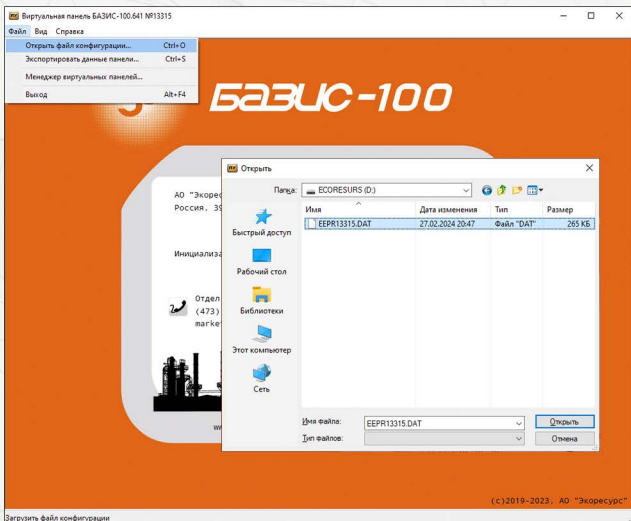 Виртуальная панель БАЗИС-100.641 №13315
Файл Вид Справка
Открыть файл конфигурации... Ctrl+O
Экспортировать данные панели... Ctrl+S
Менеджер виртуальных панелей...
Выход Alt+F4
БАЗИС-100
Открыть
Папка: ECORESURS (D:)
АО "Экорес
Россия, 39
Имя Дата изменения Тип Размер
EEPR13315.DAT 27.02.2024 20:47 Файл "DAT" 265 КБ
Быстрый доступ
Инициализа
Рабочий стол
Отдел
(473)
market
Библиотеки
Этот компьютер
Сеть
Имя файла: EEPR13315.DAT Открыть
Тип файлов: Отмена
(c)2019-2023, АО "Экоресурс"
Загрузить файл конфигурации